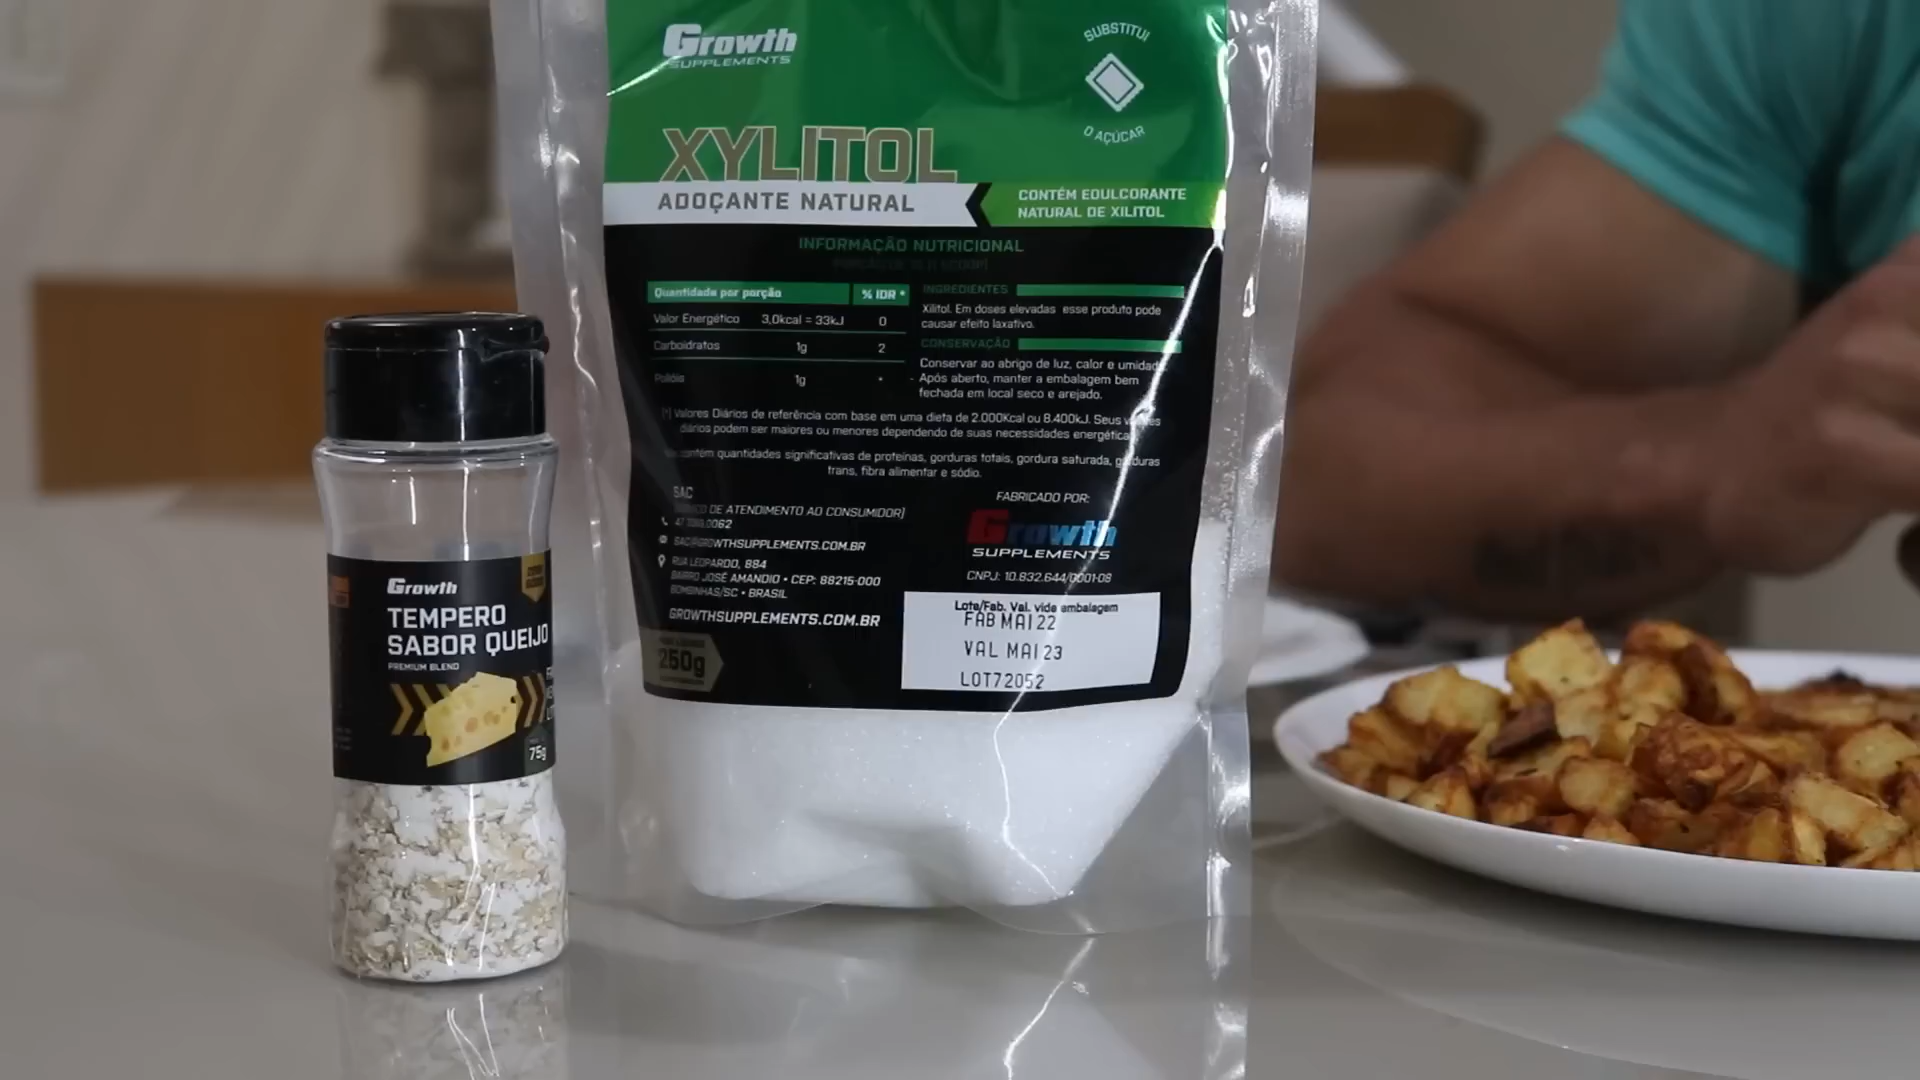 Growth
SUPPLEMENTS
SUBSTITUI
O AÇÚCAR
XYLITOL
ADOÇANTE NATURAL
CONTÉM EDULCORANTE
NATURAL DE XILITOL
INFORMAÇÃO NUTRICIONAL
Quantidade por porção % IDR *
Valor Energético 3,0kcal = 33kJ 0
Carboidratos 1g 2
Polióis 1g *
INGREDIENTES
Xilitol. Em doses elevadas esse produto pode
causar efeito laxativo.
CONSERVAÇÃO
Conservar ao abrigo de luz, calor e umidade.
Após aberto, manter a embalagem bem
fechada em local seco e arejado.
(*) Valores Diários de referência com base em uma dieta de 2.000Kcal ou 8.400kJ. Seus valores
diários podem ser maiores ou menores dependendo de suas necessidades energéticas
contém quantidades significativas de proteínas, gorduras totais, gordura saturada, gorduras
trans, fibra alimentar e sódio.
SAC
DE ATENDIMENTO AO CONSUMIDOR)
SAC@GROWTHSUPPLEMENTS.COM.BR
RUA LEOPARDO, 884
BAIRRO JOSÉ AMANDIO • CEP: 88215-000
BOMBINHAS/SC • BRASIL
GROWTHSUPPLEMENTS.COM.BR
250g
FABRICADO POR:
Growth
SUPPLEMENTS
CNPJ: 10.832.644/0001-08
Lote/Fab. Val. vide embalagem
FAB MAI 22
VAL MAI 23
LOT72052
Growth
TEMPERO
SABOR QUEIJO
PREMIUM BLEND
75g